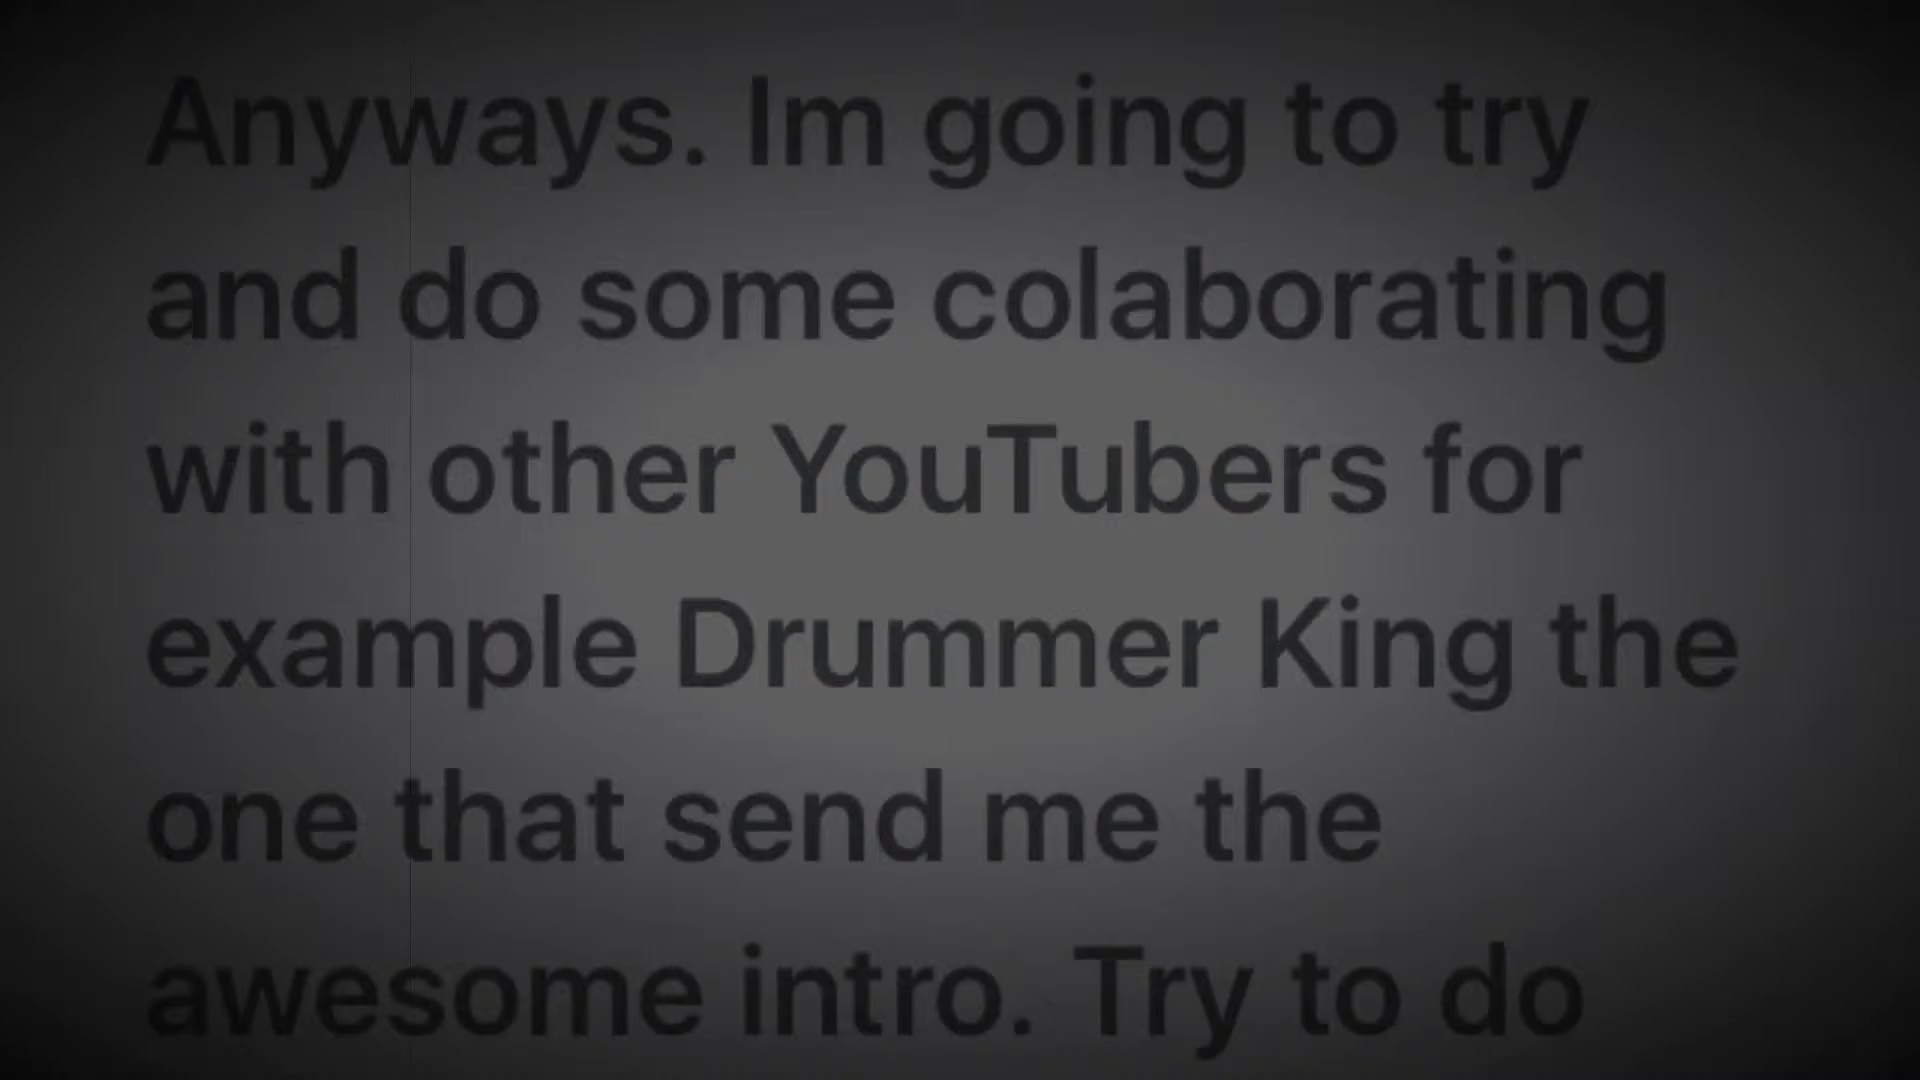 Anyways. Im going to try
and do some colaborating
with other YouTubers for
example Drummer King the
one that send me the
awesome intro. Try to do